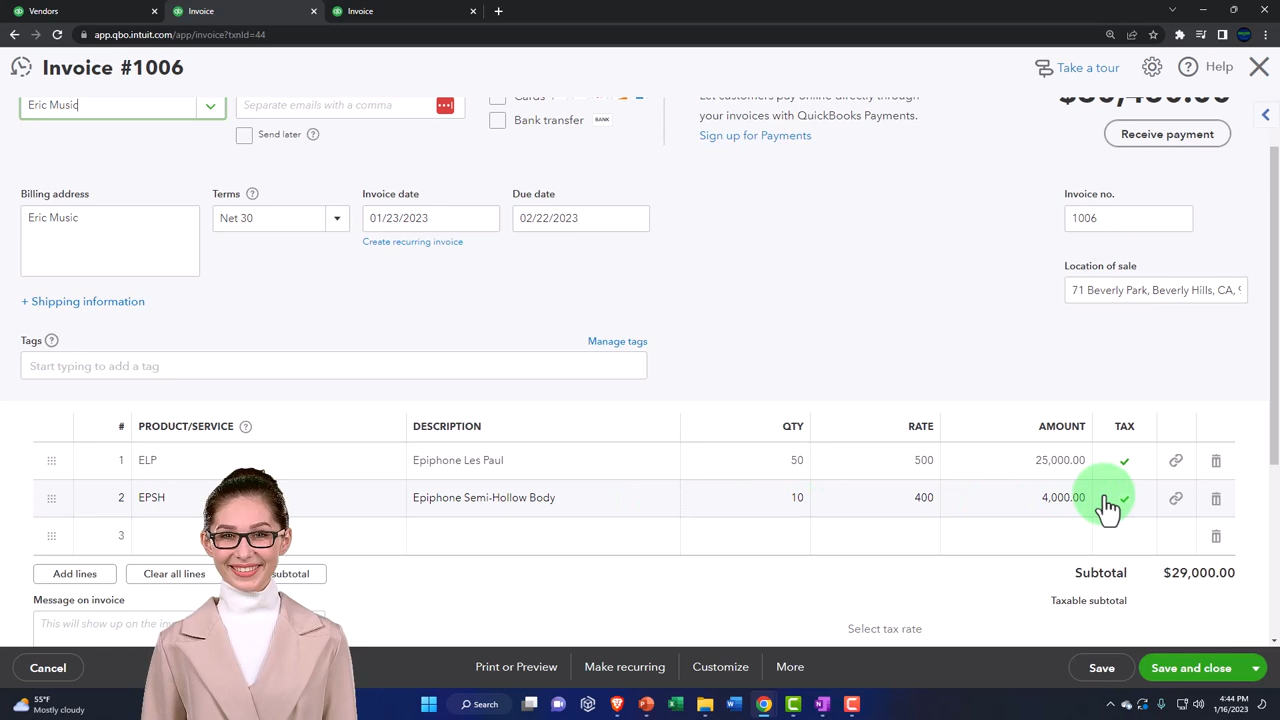 Vendors
Invoice
Invoice
app.qbo.intuit.com/app/invoice?txnId=44
Invoice #1006
Take a tour
Help
Eric Music
Separate emails with a comma
Send later
Bank transfer
BANK
your invoices with QuickBooks Payments.
Sign up for Payments
Receive payment
Billing address
Eric Music
Terms
Net 30
Invoice date
01/23/2023
Create recurring invoice
Due date
02/22/2023
Invoice no.
1006
Location of sale
71 Beverly Park, Beverly Hills, CA,
+ Shipping information
Tags
Manage tags
Start typing to add a tag
# PRODUCT/SERVICE DESCRIPTION QTY RATE AMOUNT TAX
1 ELP Epiphone Les Paul 50 500 25,000.00
2 EPSH Epiphone Semi-Hollow Body 10 400 4,000.00
3
Add lines
Clear all lines
subtotal
Subtotal $29,000.00
Message on invoice
Taxable subtotal
This will show up on the
Select tax rate
Cancel
Print or Preview
Make recurring
Customize
More
Save
Save and close
55°F
Mostly cloudy
Search
4:44 PM
1/16/2023